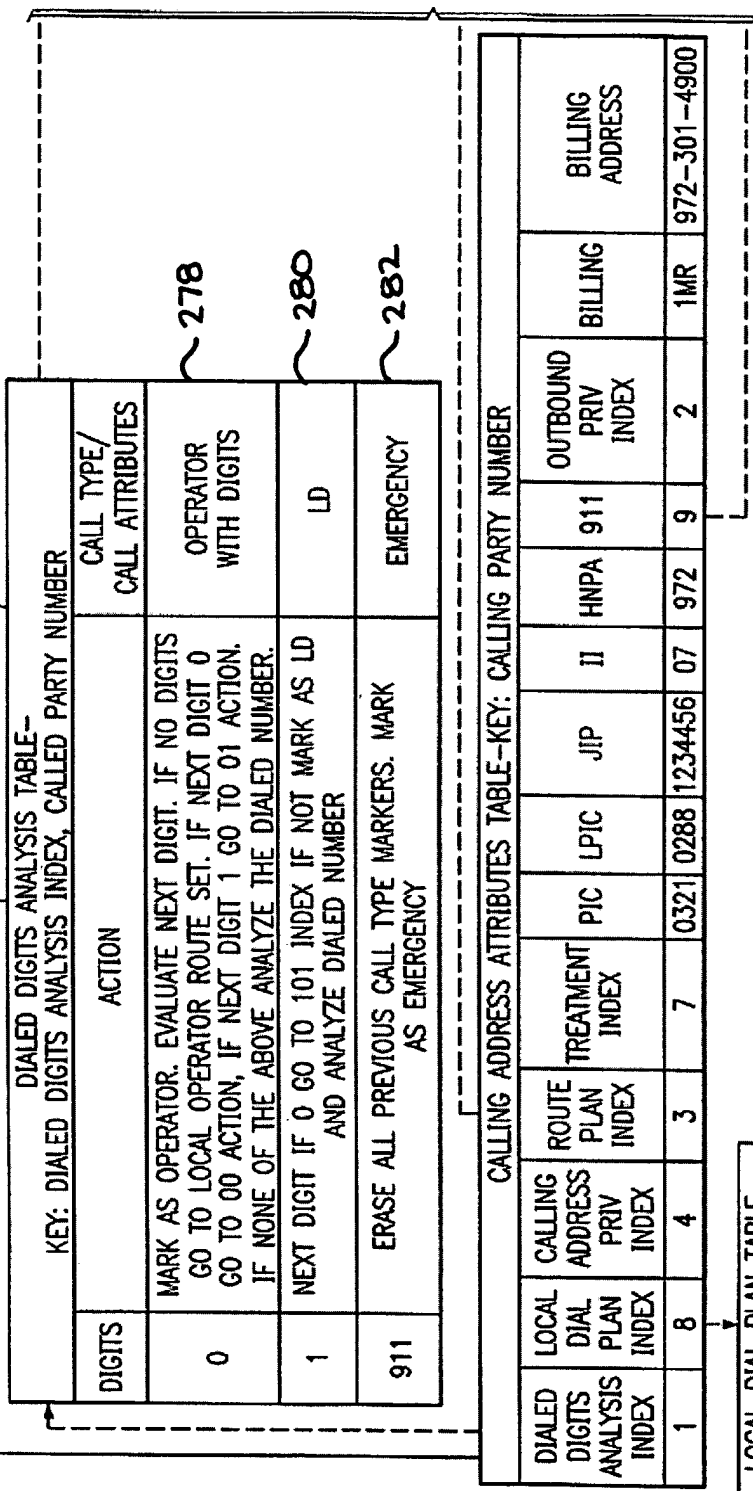 DIALED DIGITS ANALYSIS TABLE—
KEY: DIALED DIGITS ANALYSIS INDEX, CALLED PARTY NUMBER
DIGITS
ACTION
CALL TYPE/
CALL ATTRIBUTES
0
MARK AS OPERATOR. EVALUATE NEXT DIGIT. IF NO DIGITS
GO TO LOCAL OPERATOR ROUTE SET. IF NEXT DIGIT 0
GO TO 00 ACTION, IF NEXT DIGIT 1 GO TO 01 ACTION.
IF NONE OF THE ABOVE ANALYZE THE DIALED NUMBER.
OPERATOR
WITH DIGITS
278
1
NEXT DIGIT IF 0 GO TO 101 INDEX IF NOT MARK AS LD
AND ANALYZE DIALED NUMBER
LD
280
911
ERASE ALL PREVIOUS CALL TYPE MARKERS. MARK
AS EMERGENCY
EMERGENCY
282
CALLING ADDRESS ATTRIBUTES TABLE—KEY: CALLING PARTY NUMBER
DIALED
DIGITS
ANALYSIS
INDEX
LOCAL
DIAL
PLAN
INDEX
CALLING
ADDRESS
PRIV
INDEX
ROUTE
PLAN
INDEX
TREATMENT
INDEX
PIC
LPIC
JIP
II
HNPA
911
OUTBOUND
PRIV
INDEX
BILLING
BILLING
ADDRESS
1
8
4
3
7
0321
0288
1234456
07
972
9
2
1MR
972-301-4900
LOCAL DIAL PLAN TABLE